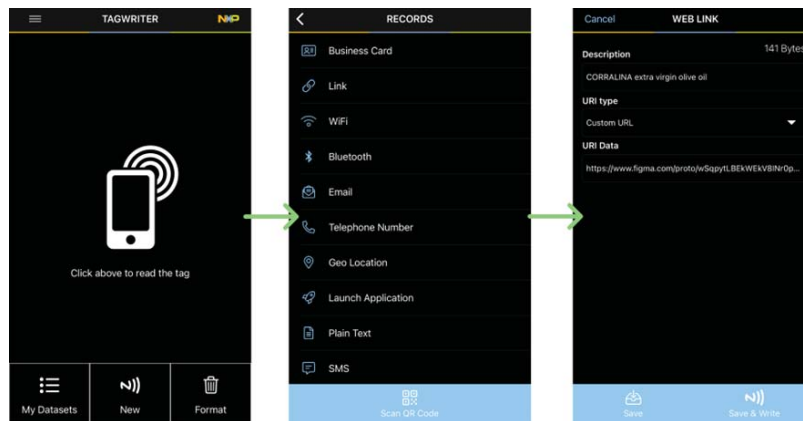 TAGWRITER
NXP
Click above to read the tag
My Datasets
New
Format
RECORDS
Business Card
Link
WiFi
Bluetooth
Email
Telephone Number
Geo Location
Launch Application
Plain Text
SMS
Scan QR Code
Cancel
WEB LINK
Description
141 Bytes
CORRALINA extra virgin olive oil
URI type
Custom URL
URI Data
https://www.figma.com/proto/wSqpytLBEkWEkV8INrOp...
Save
Save & Write